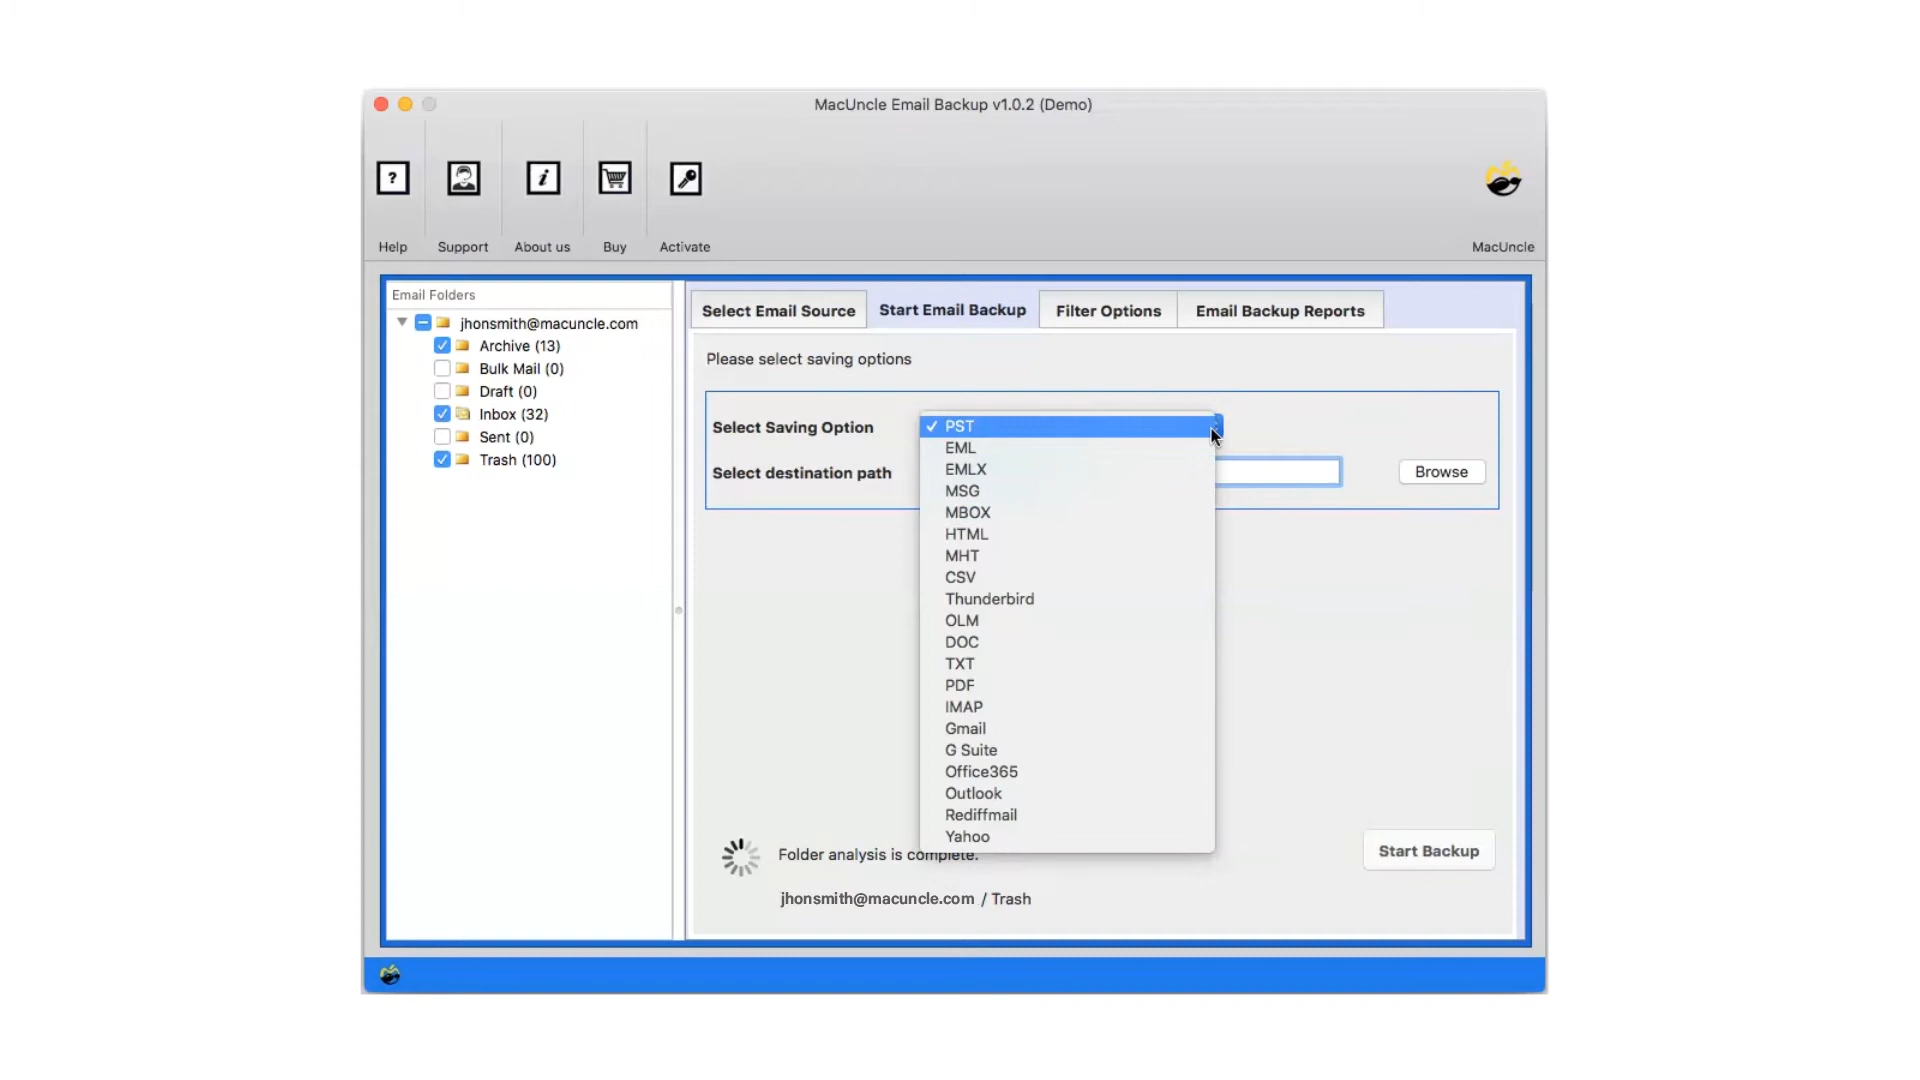 MacUncle Email Backup v1.0.2 (Demo)
?
i
Help
Support
About us
Buy
Activate
MacUncle
Email Folders
jhonsmith@macuncle.com
Archive (13)
Bulk Mail (0)
Draft (0)
Inbox (32)
Sent (0)
Trash (100)
Select Email Source
Start Email Backup
Filter Options
Email Backup Reports
Please select saving options
Select Saving Option
Select destination path
Browse
PST
EML
EMLX
MSG
MBOX
HTML
MHT
CSV
Thunderbird
OLM
DOC
TXT
PDF
IMAP
Gmail
G Suite
Office365
Outlook
Rediffmail
Yahoo
Folder analysis is complete.
Start Backup
jhonsmith@macuncle.com / Trash